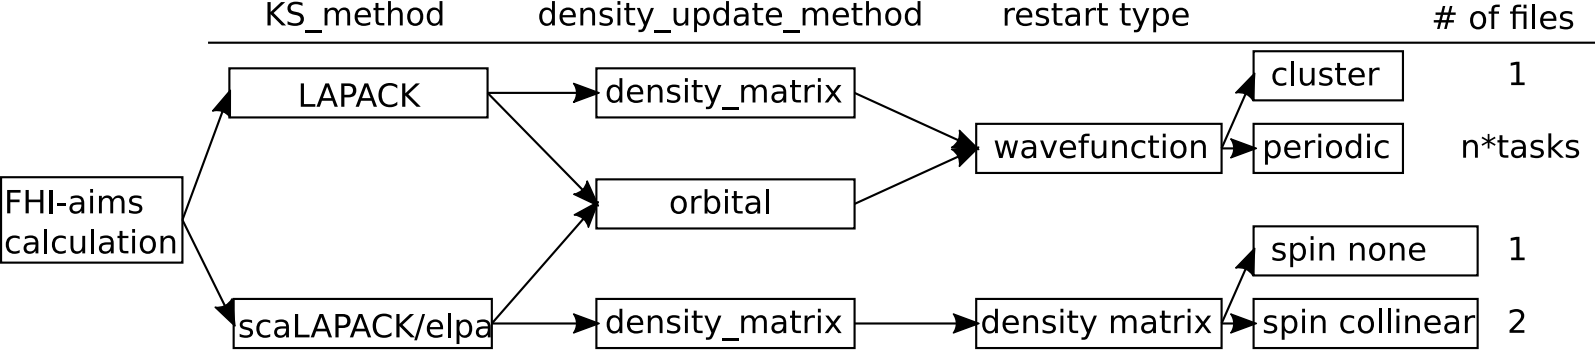 KS_method density_update_method restart type # of files
cluster 1
LAPACK density_matrix
wavefunction periodic n*tasks
FHI-aims
calculation
orbital
spin none 1
scaLAPACK/elpa density_matrix density matrix spin collinear 2